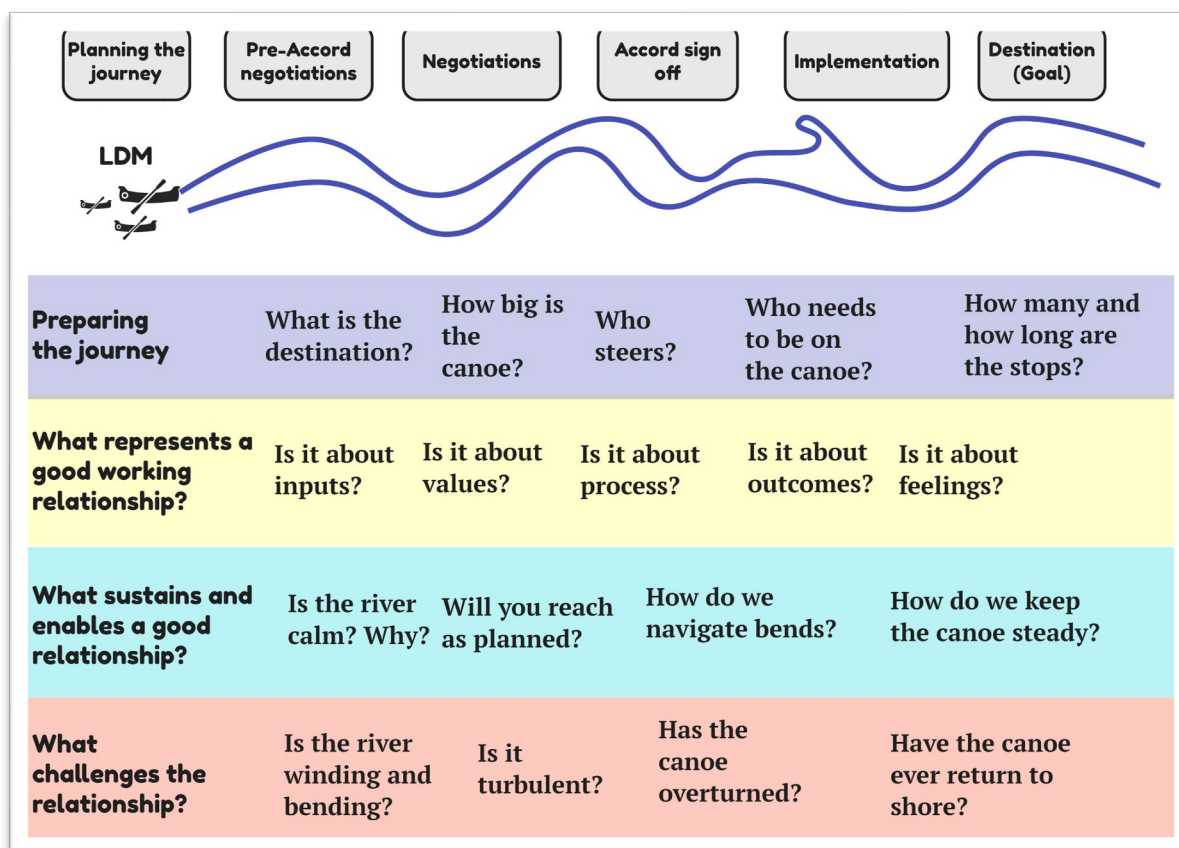 Planning the
journey
Pre-Accord
negotiations
Negotiations
Accord sign
off
Implementation
Destination
(Goal)
LDM
Preparing
the journey
What is the
destination?
How big is
the
canoe?
Who
steers?
Who needs
to be on
the canoe?
How many and
how long are
the stops?
What represents a
good working
relationship?
Is it about
inputs?
Is it about
values?
Is it about
process?
Is it about
outcomes?
Is it about
feelings?
What sustains and
enables a good
relationship?
Is the river
calm? Why?
Will you reach
as planned?
How do we
navigate bends?
How do we keep
the canoe steady?
What
challenges the
relationship?
Is the river
winding and
bending?
Is it
turbulent?
Has the
canoe
overturned?
Have the canoe
ever return to
shore?